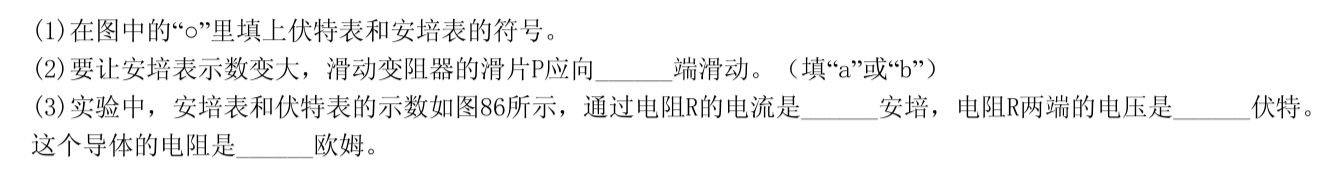 (1)在图中的“○”里填上伏特表和安培表的符号。
(2)要让安培表示数变大，滑动变阻器的滑片P应向______端滑动。（填“a”或“b”）
(3)实验中，安培表和伏特表的示数如图86所示，通过电阻R的电流是______安培，电阻R两端的电压是______伏特。
这个导体的电阻是______欧姆。